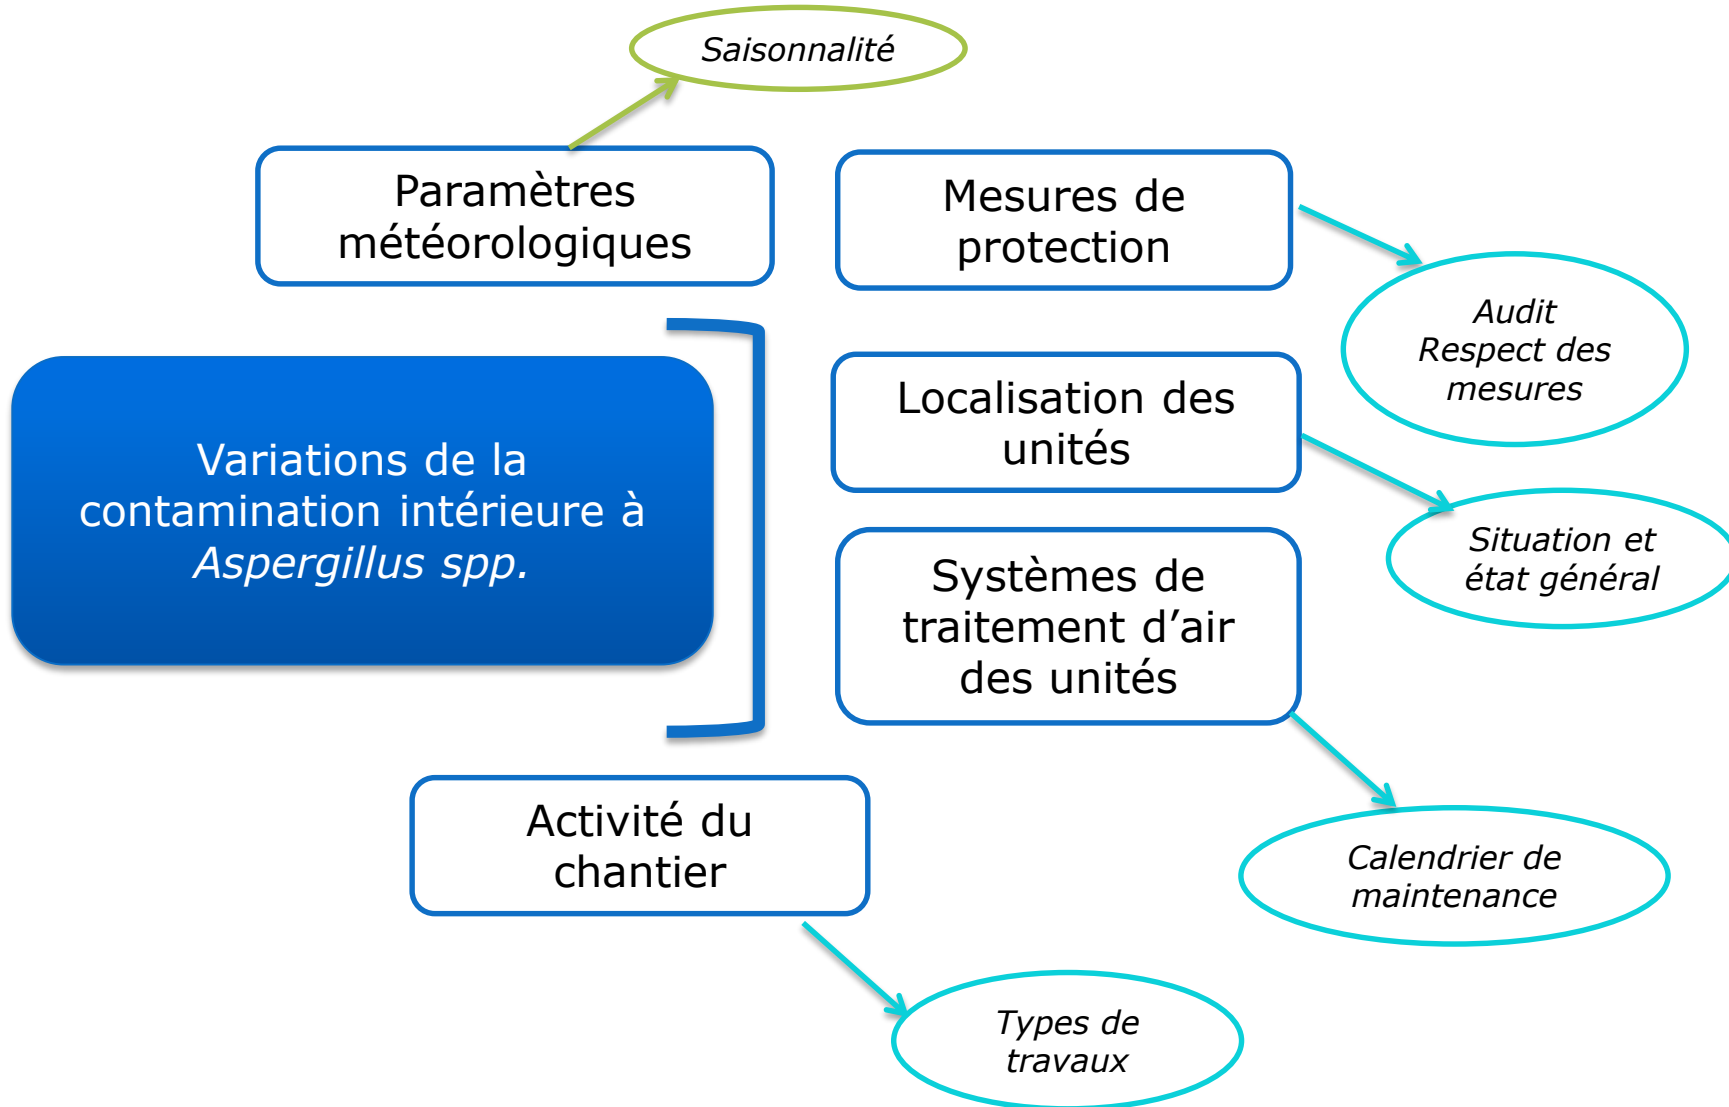 Saisonnalité
Paramètres
météorologiques
Mesures de
protection
Audit
Respect des
mesures
Variations de la
contamination intérieure à
Aspergillus spp.
Localisation des
unités
Situation et
état général
Systèmes de
traitement d’air
des unités
Activité du
chantier
Calendrier de
maintenance
Types de
travaux